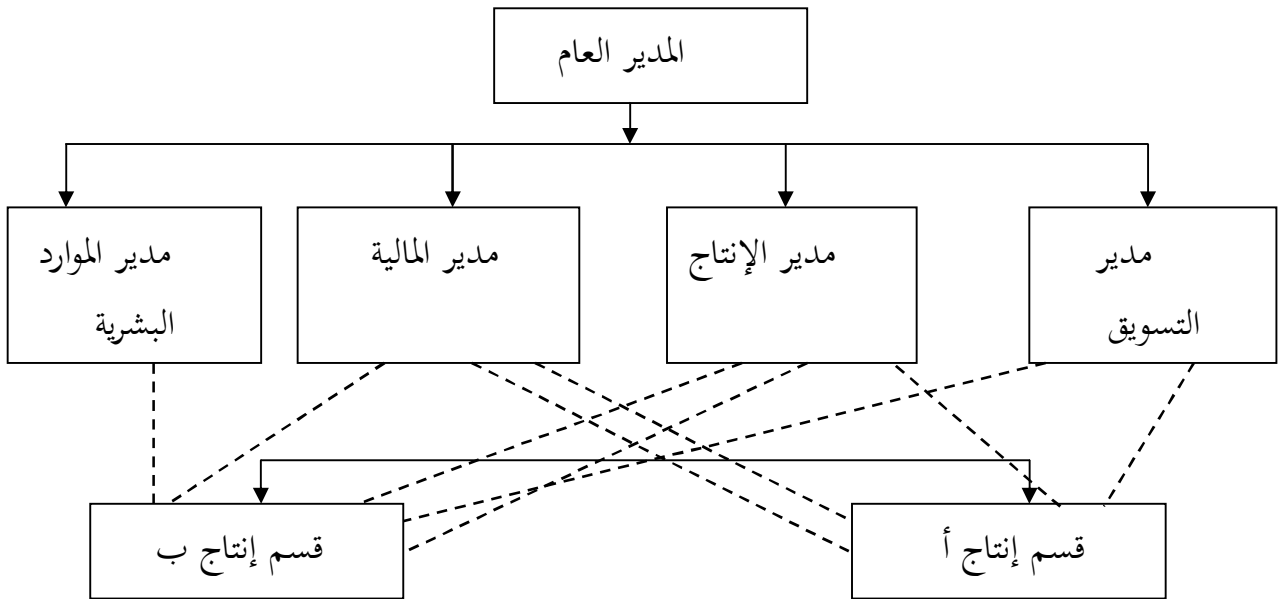 المدير العام
مدير
التسويق
مدير الإنتاج
مدير المالية
مدير الموارد
البشرية
قسم إنتاج أ
قسم إنتاج ب